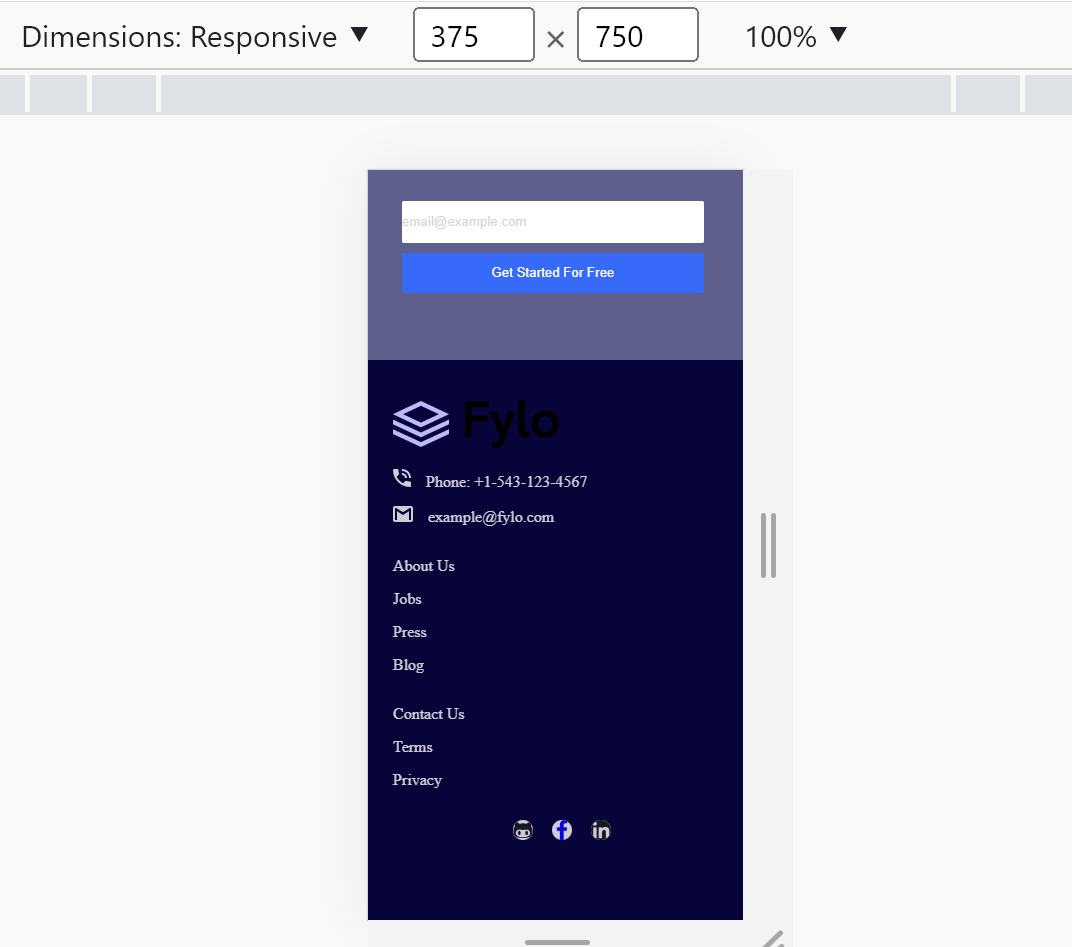 Dimensions: Responsive ▼ 375 × 750 100% ▼
email@example.com
Get Started For Free
Fylo
Phone: +1-543-123-4567
example@fylo.com
About Us
Jobs
Press
Blog
Contact Us
Terms
Privacy
in